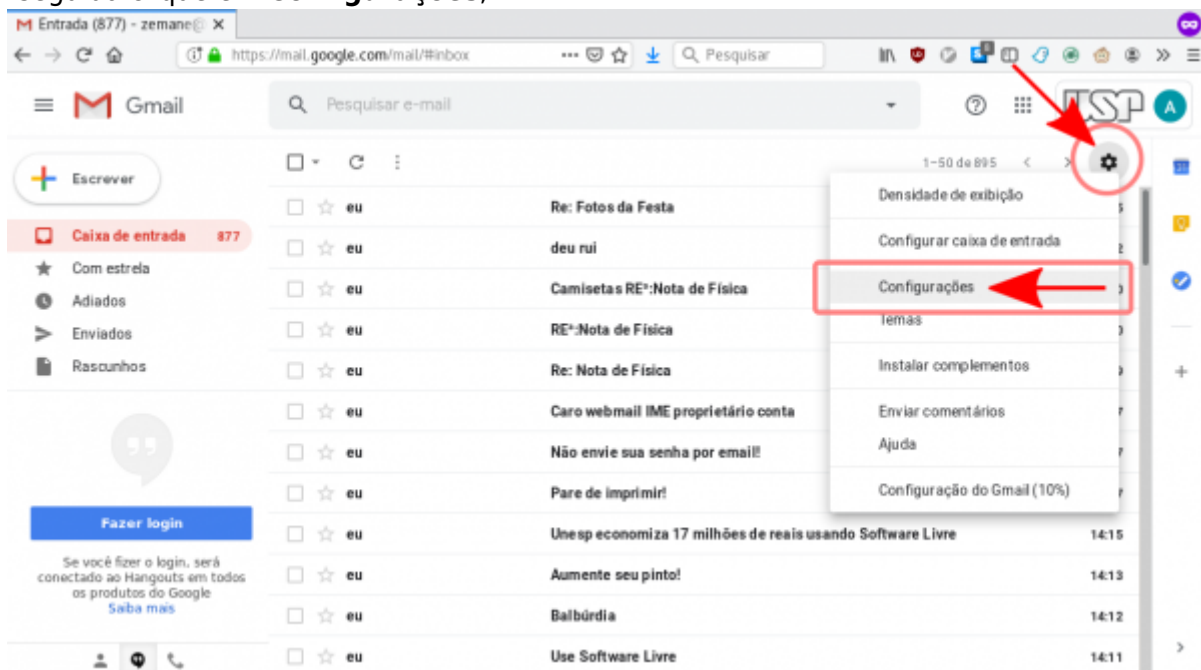 Entrada (877) - zemane@
https://mail.google.com/mail/#inbox
Pesquisar
Gmail
Pesquisar e-mail
USP
A
Escrever
1-50 de 895
Caixa de entrada 877
Com estrela
Adiados
Enviados
Rascunhos
Densidade de exibição
Configurar caixa de entrada
Configurações
Temas
Instalar complementos
Enviar comentários
Ajuda
Configuração do Gmail (10%)
eu Re: Fotos da Festa
eu deu rui
eu Camisetas REª:Nota de Física
eu REª:Nota de Física
eu Re: Nota de Física
eu Caro webmail IME proprietário conta
eu Não envie sua senha por email!
eu Pare de imprimir!
eu Unesp economiza 17 milhões de reais usando Software Livre 14:15
eu Aumente seu pinto! 14:13
eu Balbúrdia 14:12
eu Use Software Livre 14:11
Fazer login
Se você fizer o login, será
conectado ao Hangouts em todos
os produtos do Google
Saiba mais